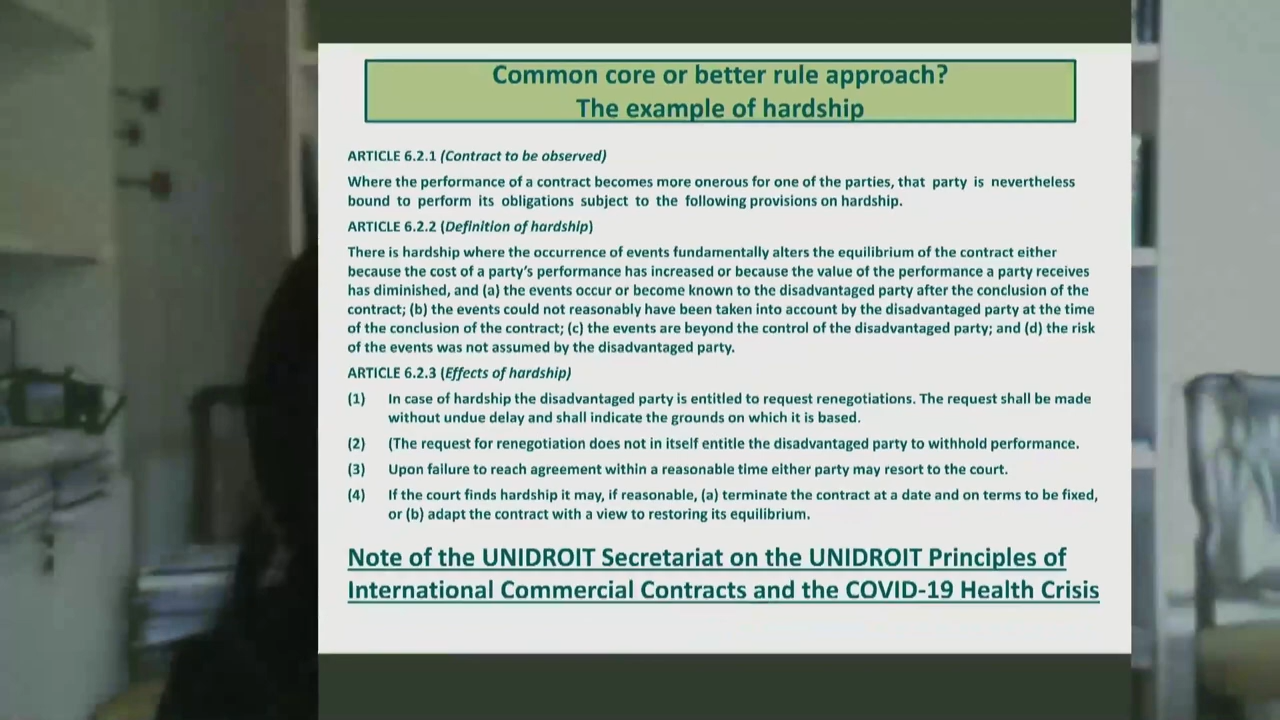 Common core or better rule approach?
The example of hardship
ARTICLE 6.2.1 (Contract to be observed)
Where the performance of a contract becomes more onerous for one of the parties, that party is nevertheless
bound to perform its obligations subject to the following provisions on hardship.
ARTICLE 6.2.2 (Definition of hardship)
There is hardship where the occurrence of events fundamentally alters the equilibrium of the contract either
because the cost of a party's performance has increased or because the value of the performance a party receives
has diminished, and (a) the events occur or become known to the disadvantaged party after the conclusion of the
contract; (b) the events could not reasonably have been taken into account by the disadvantaged party at the time
of the conclusion of the contract; (c) the events are beyond the control of the disadvantaged party; and (d) the risk
of the events was not assumed by the disadvantaged party.
ARTICLE 6.2.3 (Effects of hardship)
(1) In case of hardship the disadvantaged party is entitled to request renegotiations. The request shall be made
without undue delay and shall indicate the grounds on which it is based.
(2) (The request for renegotiation does not in itself entitle the disadvantaged party to withhold performance.
(3) Upon failure to reach agreement within a reasonable time either party may resort to the court.
(4) If the court finds hardship it may, if reasonable, (a) terminate the contract at a date and on terms to be fixed,
or (b) adapt the contract with a view to restoring its equilibrium.
Note of the UNIDROIT Secretariat on the UNIDROIT Principles of
International Commercial Contracts and the COVID-19 Health Crisis